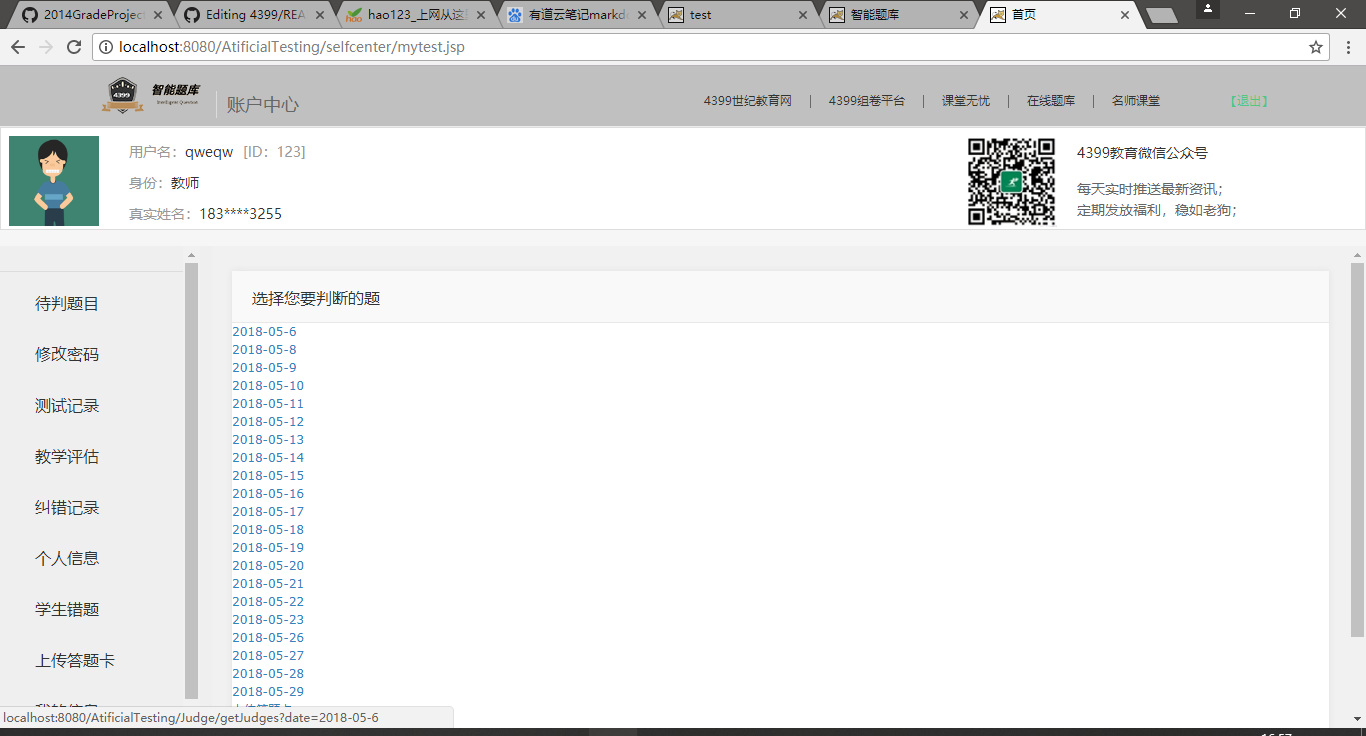 2014GradeProjec
Editing 4399/REA
hao123_上网从这
有道云笔记markd
test
智能题库
首页
localhost:8080/AtificialTesting/selfcenter/mytest.jsp
4399
智能题库
账户中心
4399世纪教育网 | 4399组卷平台 | 课堂无忧 | 在线题库 | 名师课堂
【退出】
用户名：qweqw [ID：123]
身份：教师
真实姓名：183****3255
4399教育微信公众号
每天实时推送最新资讯；
定期发放福利，稳如老狗；
待判题目
修改密码
测试记录
教学评估
纠错记录
个人信息
学生错题
上传答题卡
选择您要判断的题
2018-05-6
2018-05-8
2018-05-9
2018-05-10
2018-05-11
2018-05-12
2018-05-13
2018-05-14
2018-05-15
2018-05-16
2018-05-17
2018-05-18
2018-05-19
2018-05-20
2018-05-21
2018-05-22
2018-05-23
2018-05-26
2018-05-27
2018-05-28
2018-05-29
localhost:8080/AtificialTesting/Judge/getJudges?date=2018-05-6